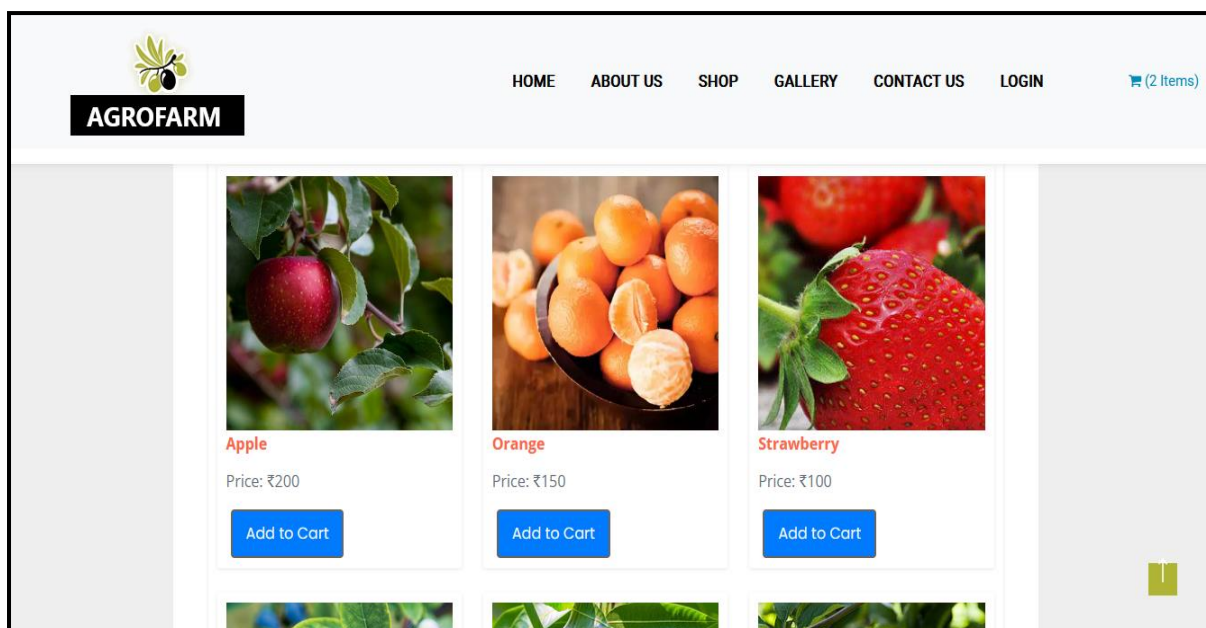 AGROFARM
HOME ABOUT US SHOP GALLERY CONTACT US LOGIN (2 Items)
Apple Orange Strawberry
Price: ₹200 Price: ₹150 Price: ₹100
Add to Cart Add to Cart Add to Cart